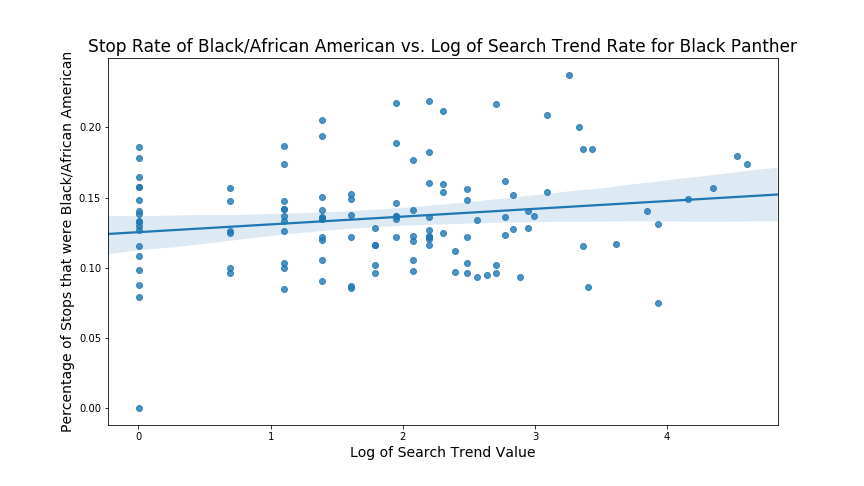 Stop Rate of Black/African American vs. Log of Search Trend Rate for Black Panther
Percentage of Stops that were Black/African American
0.20
0.15
0.10
0.05
0.00
0 1 2 3 4
Log of Search Trend Value